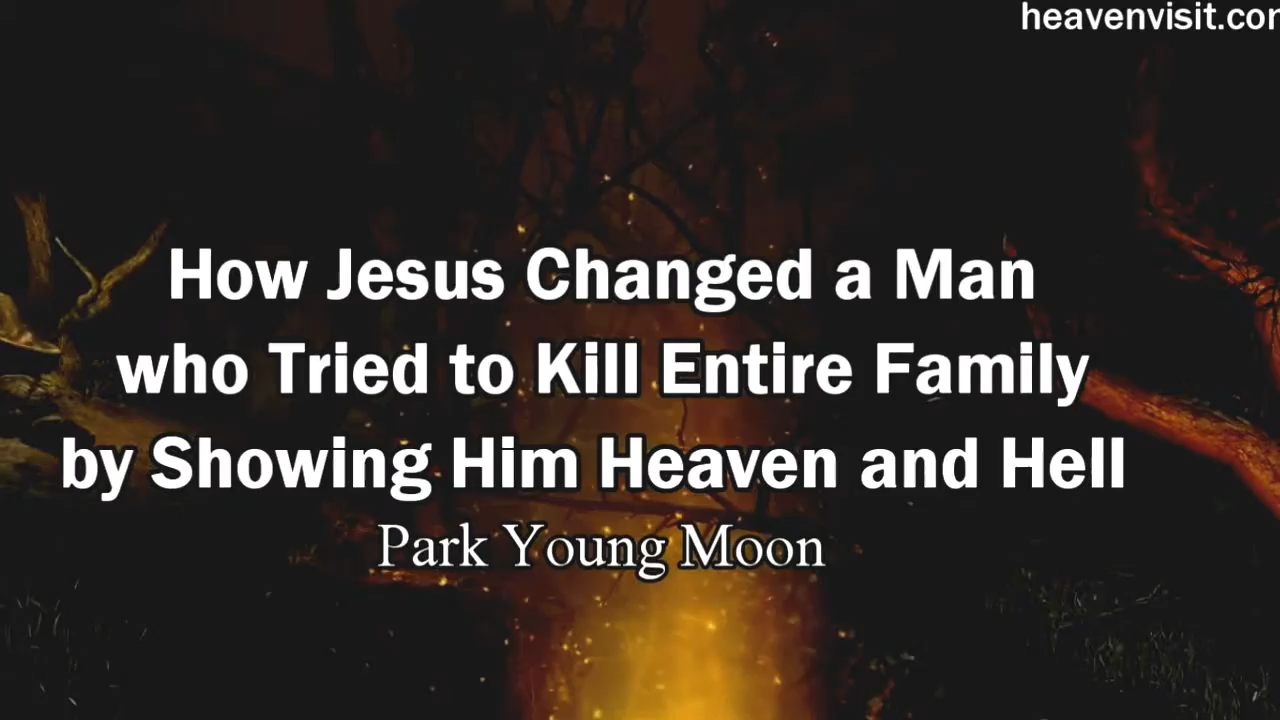 heavenvisit.com
How Jesus Changed a Man
who Tried to Kill Entire Family
by Showing Him Heaven and Hell
Park Young Moon